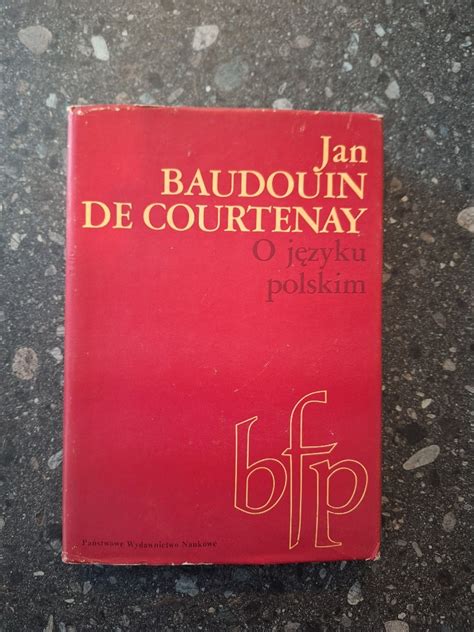 Jan
BAUDOUIN
DE COURTENAY
O języku
polskim
bfp
Państwowe Wydawnictwo Naukowe